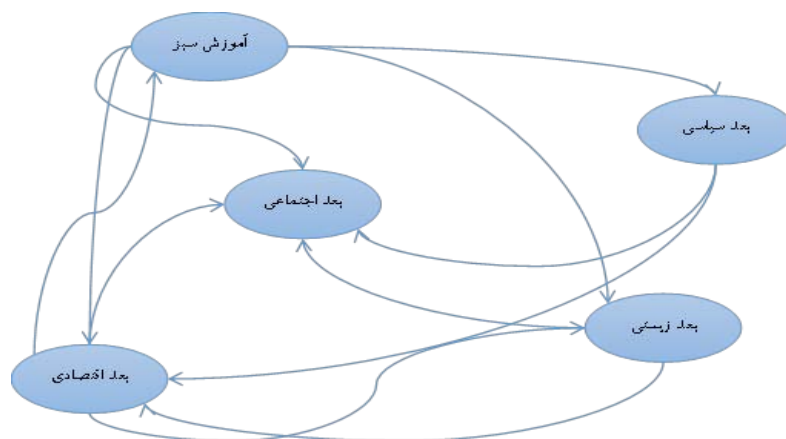 آموزش سبز
بعد سیاسی
بعد اجتماعی
بعد زیستی
بعد اقتصادی